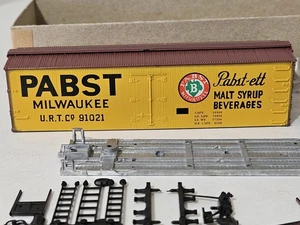 PABST
MILWAUKEE
U.R.T.Cº 91021
Pabst-ett
MALT SYRUP
BEVERAGES
B